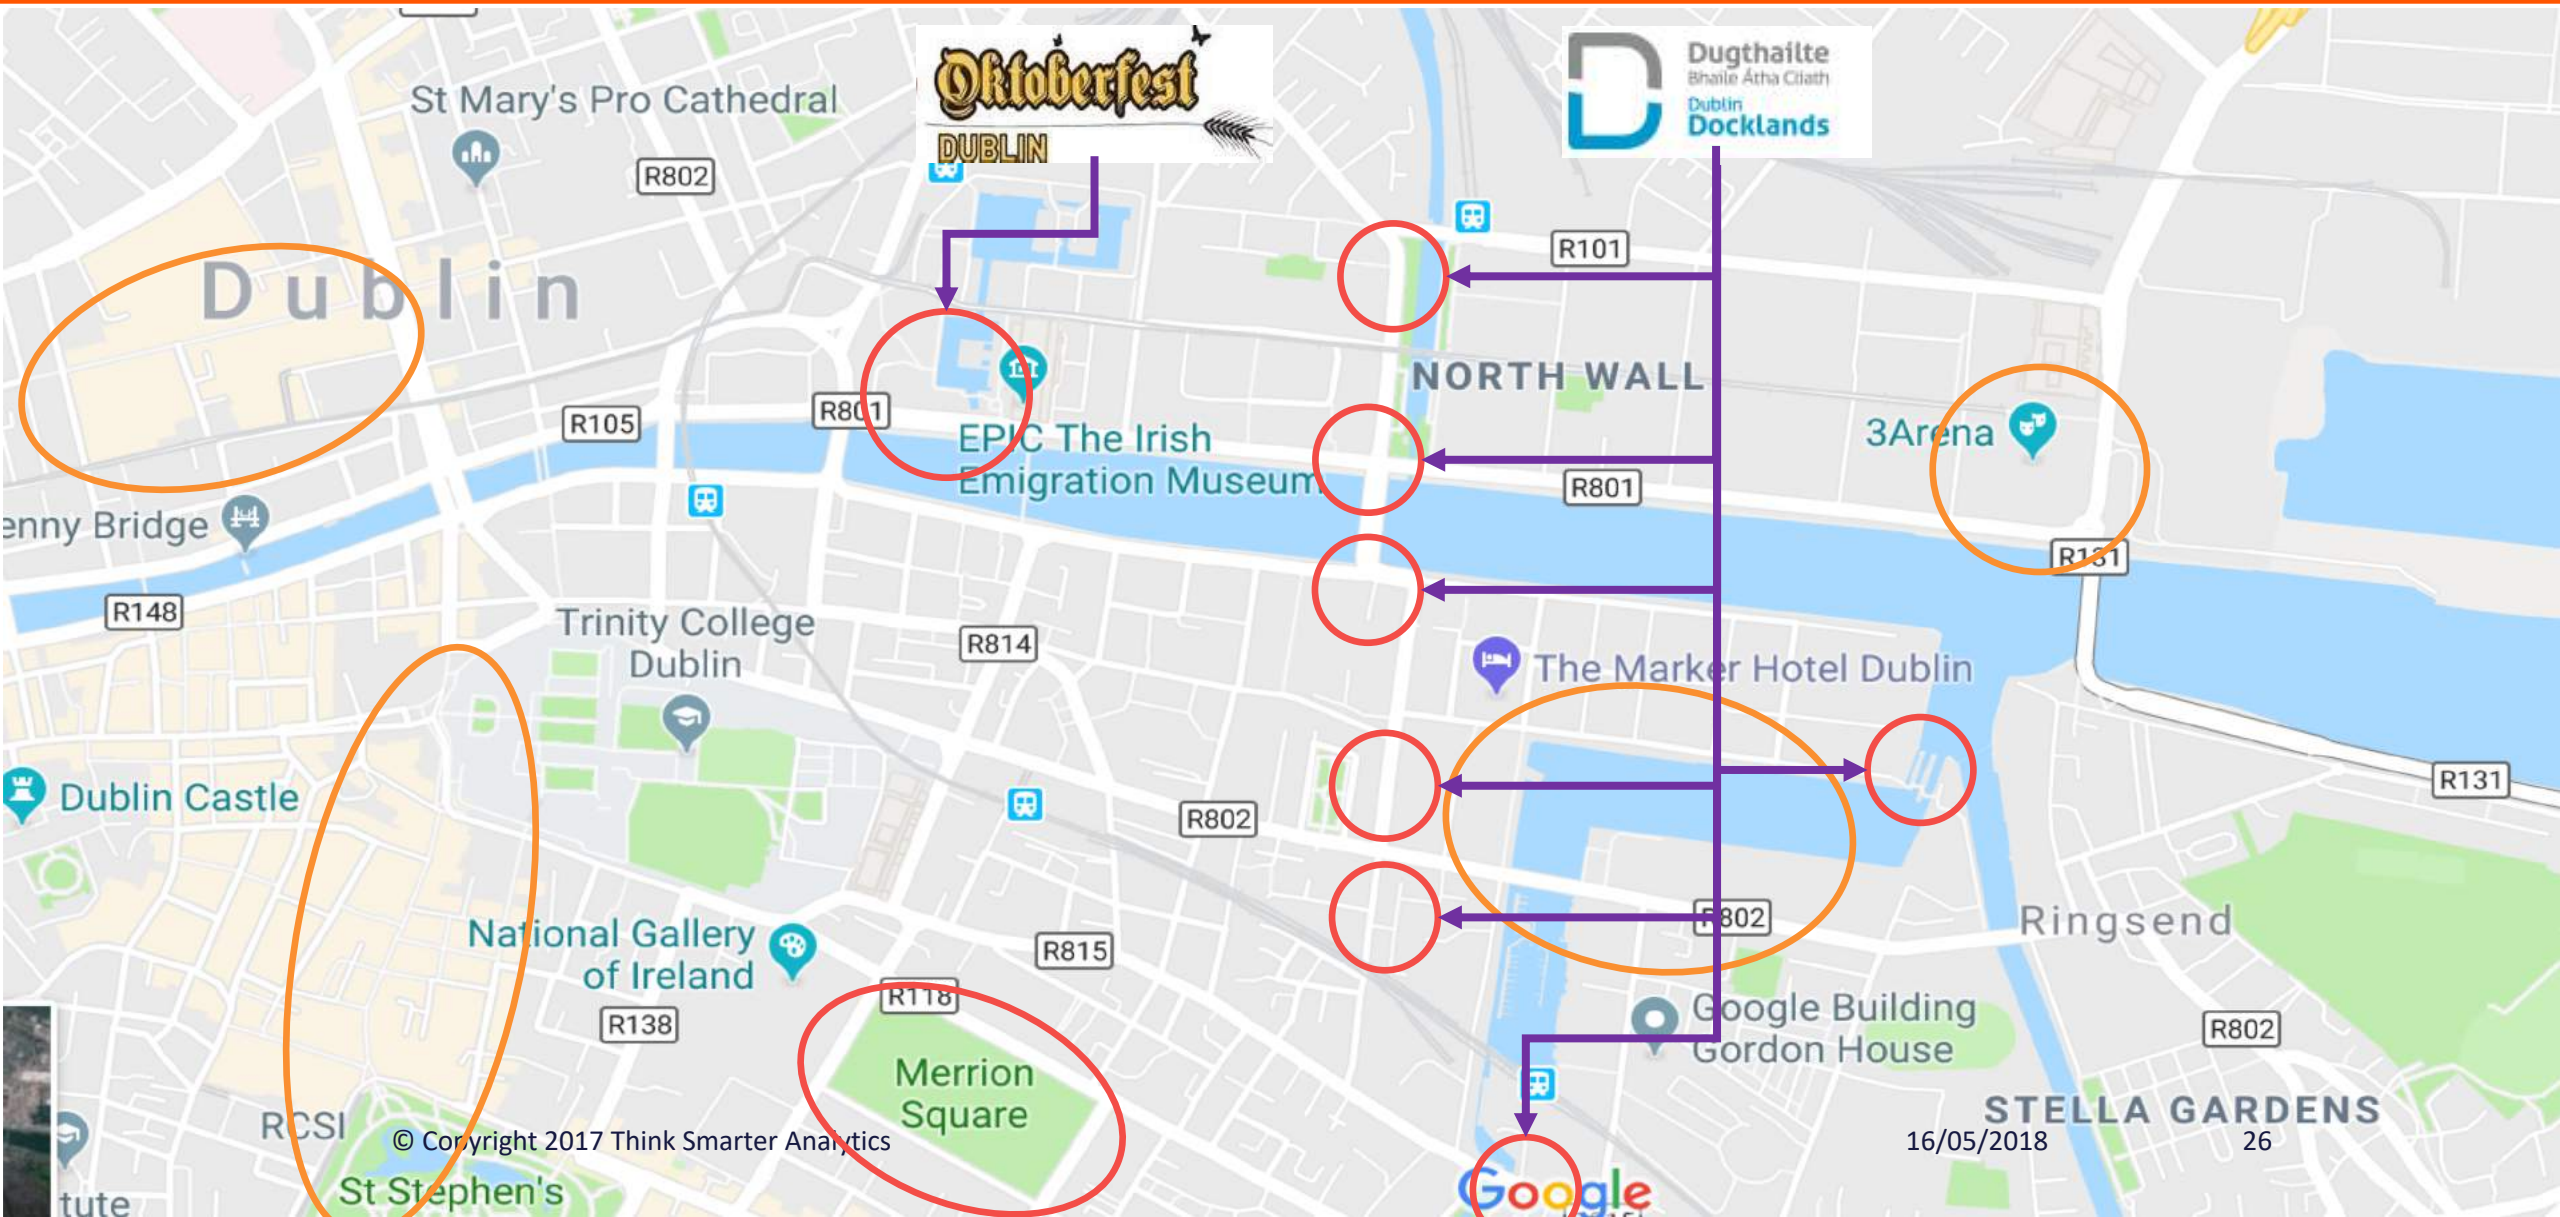 Oktoberfest
DUBLIN
Dugthailte
Bhaile Átha Cliath
Dublin
Docklands
St Mary's Pro Cathedral
R802
R101
Dublin
NORTH WALL
R105
R801
3Arena
EPIC The Irish
Emigration Museum
R801
enny Bridge
R131
R148
Trinity College
Dublin
R814
The Marker Hotel Dublin
Dublin Castle
R802
R131
National Gallery
of Ireland
R815
R802
Ringsend
R118
R138
Google Building
Gordon House
R802
Merrion
Square
STELLA GARDENS
RCSI
© Copyright 2017 Think Smarter Analytics
16/05/2018
26
St Stephen's
Google
tute